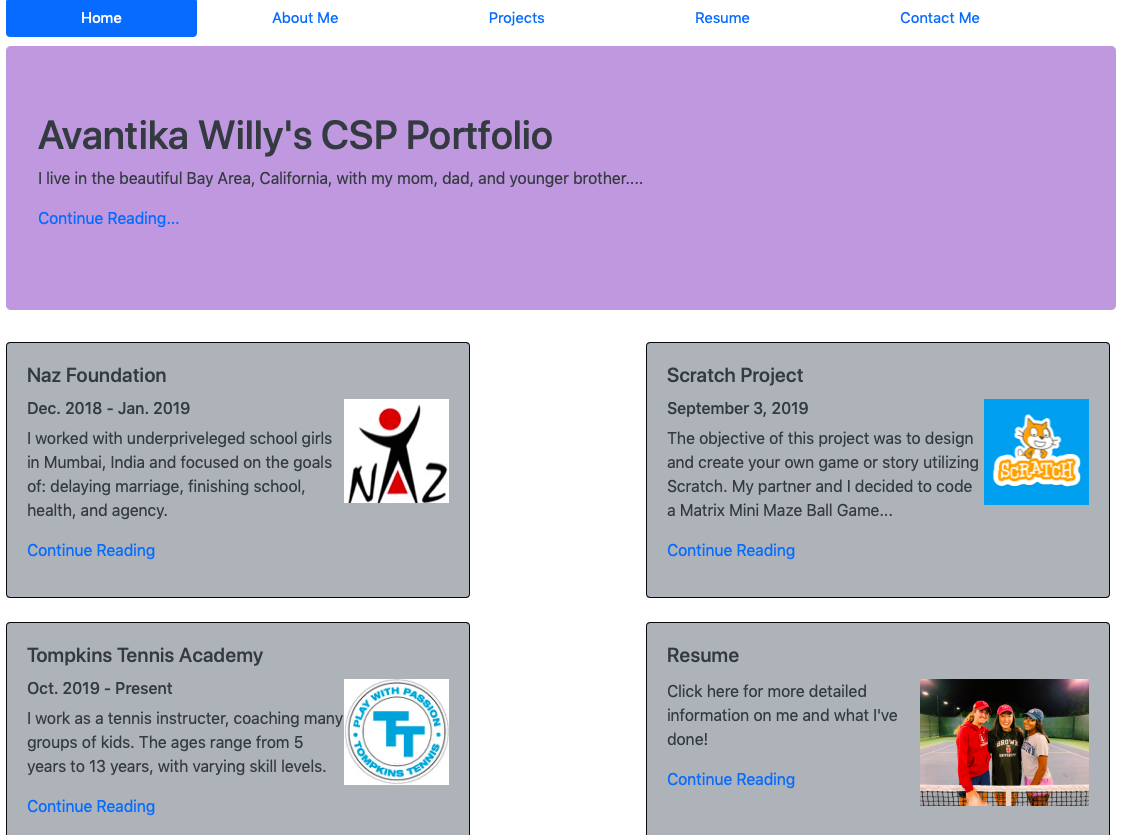 Home About Me Projects Resume Contact Me
Avantika Willy's CSP Portfolio
I live in the beautiful Bay Area, California, with my mom, dad, and younger brother....
Continue Reading...
Naz Foundation
Dec. 2018 - Jan. 2019
I worked with underpriveleged school girls
in Mumbai, India and focused on the goals
of: delaying marriage, finishing school,
health, and agency.
Continue Reading
NAZ
Scratch Project
September 3, 2019
The objective of this project was to design
and create your own game or story utilizing
Scratch. My partner and I decided to code
a Matrix Mini Maze Ball Game...
Continue Reading
SCRATCH
Tompkins Tennis Academy
Oct. 2019 - Present
I work as a tennis instructer, coaching many
groups of kids. The ages range from 5
years to 13 years, with varying skill levels.
Continue Reading
PLAY WITH PASSION
TT
TOMPKINS TENNIS
Resume
Click here for more detailed
information on me and what I've
done!
Continue Reading
BROWN